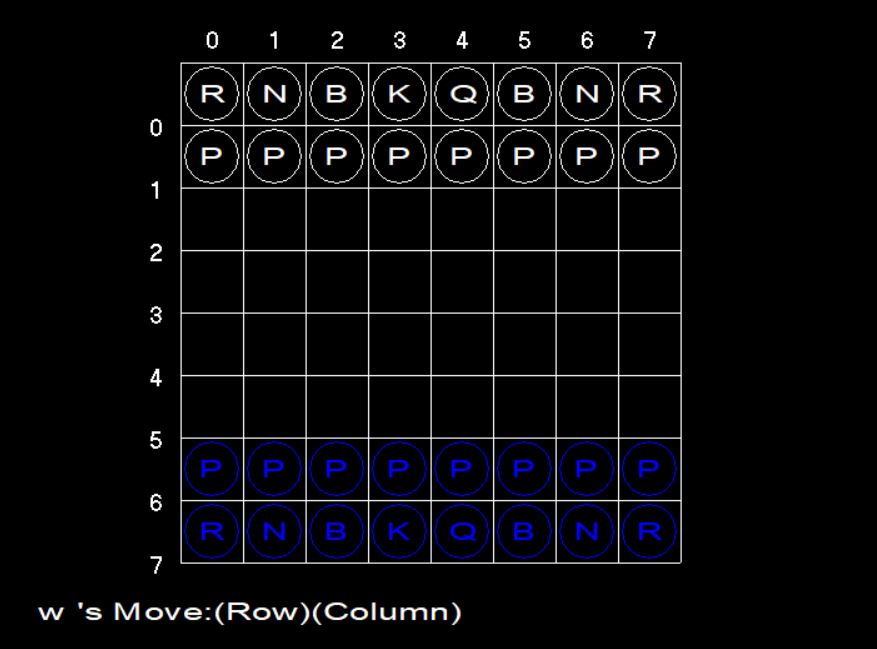 0 1 2 3 4 5 6 7
R N B K Q B N R
0
P P P P P P P P
1
2
3
4
5
P P P P P P P P
6
R N B K Q B N R
7
w 's Move:(Row)(Column)